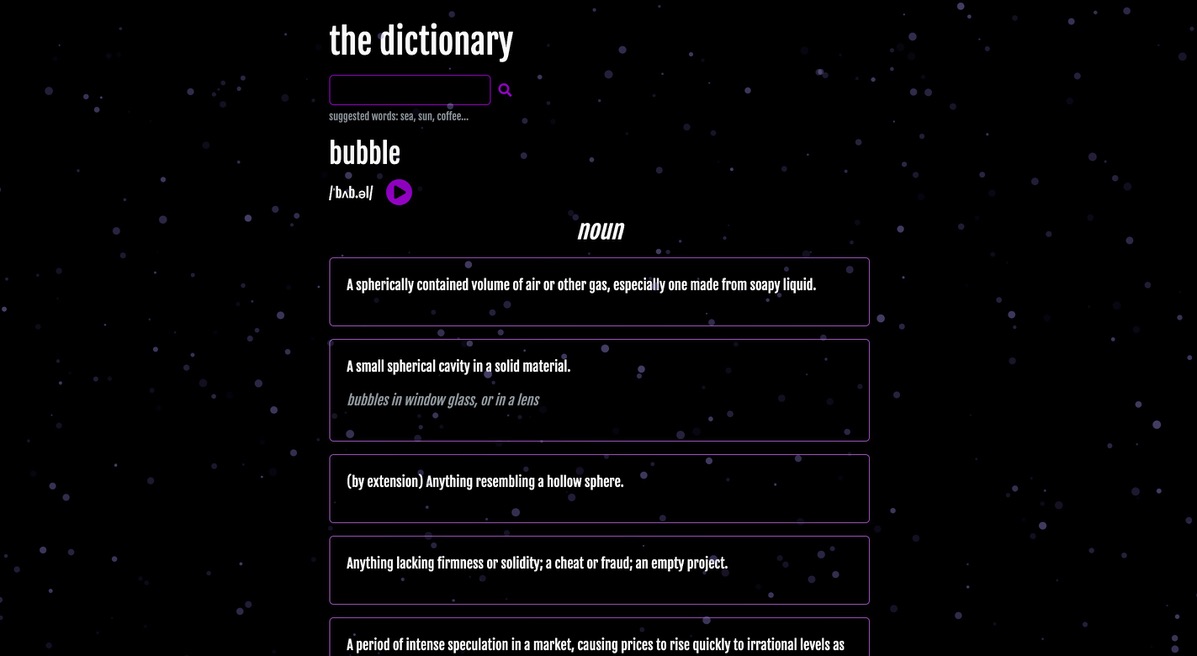 the dictionary
suggested words: sea, sun, coffee...
bubble
/ˈbʌb.əl/
noun
A spherically contained volume of air or other gas, especially one made from soapy liquid.
A small spherical cavity in a solid material.
bubbles in window glass, or in a lens
(by extension) Anything resembling a hollow sphere.
Anything lacking firmness or solidity; a cheat or fraud; an empty project.
A period of intense speculation in a market, causing prices to rise quickly to irrational levels as